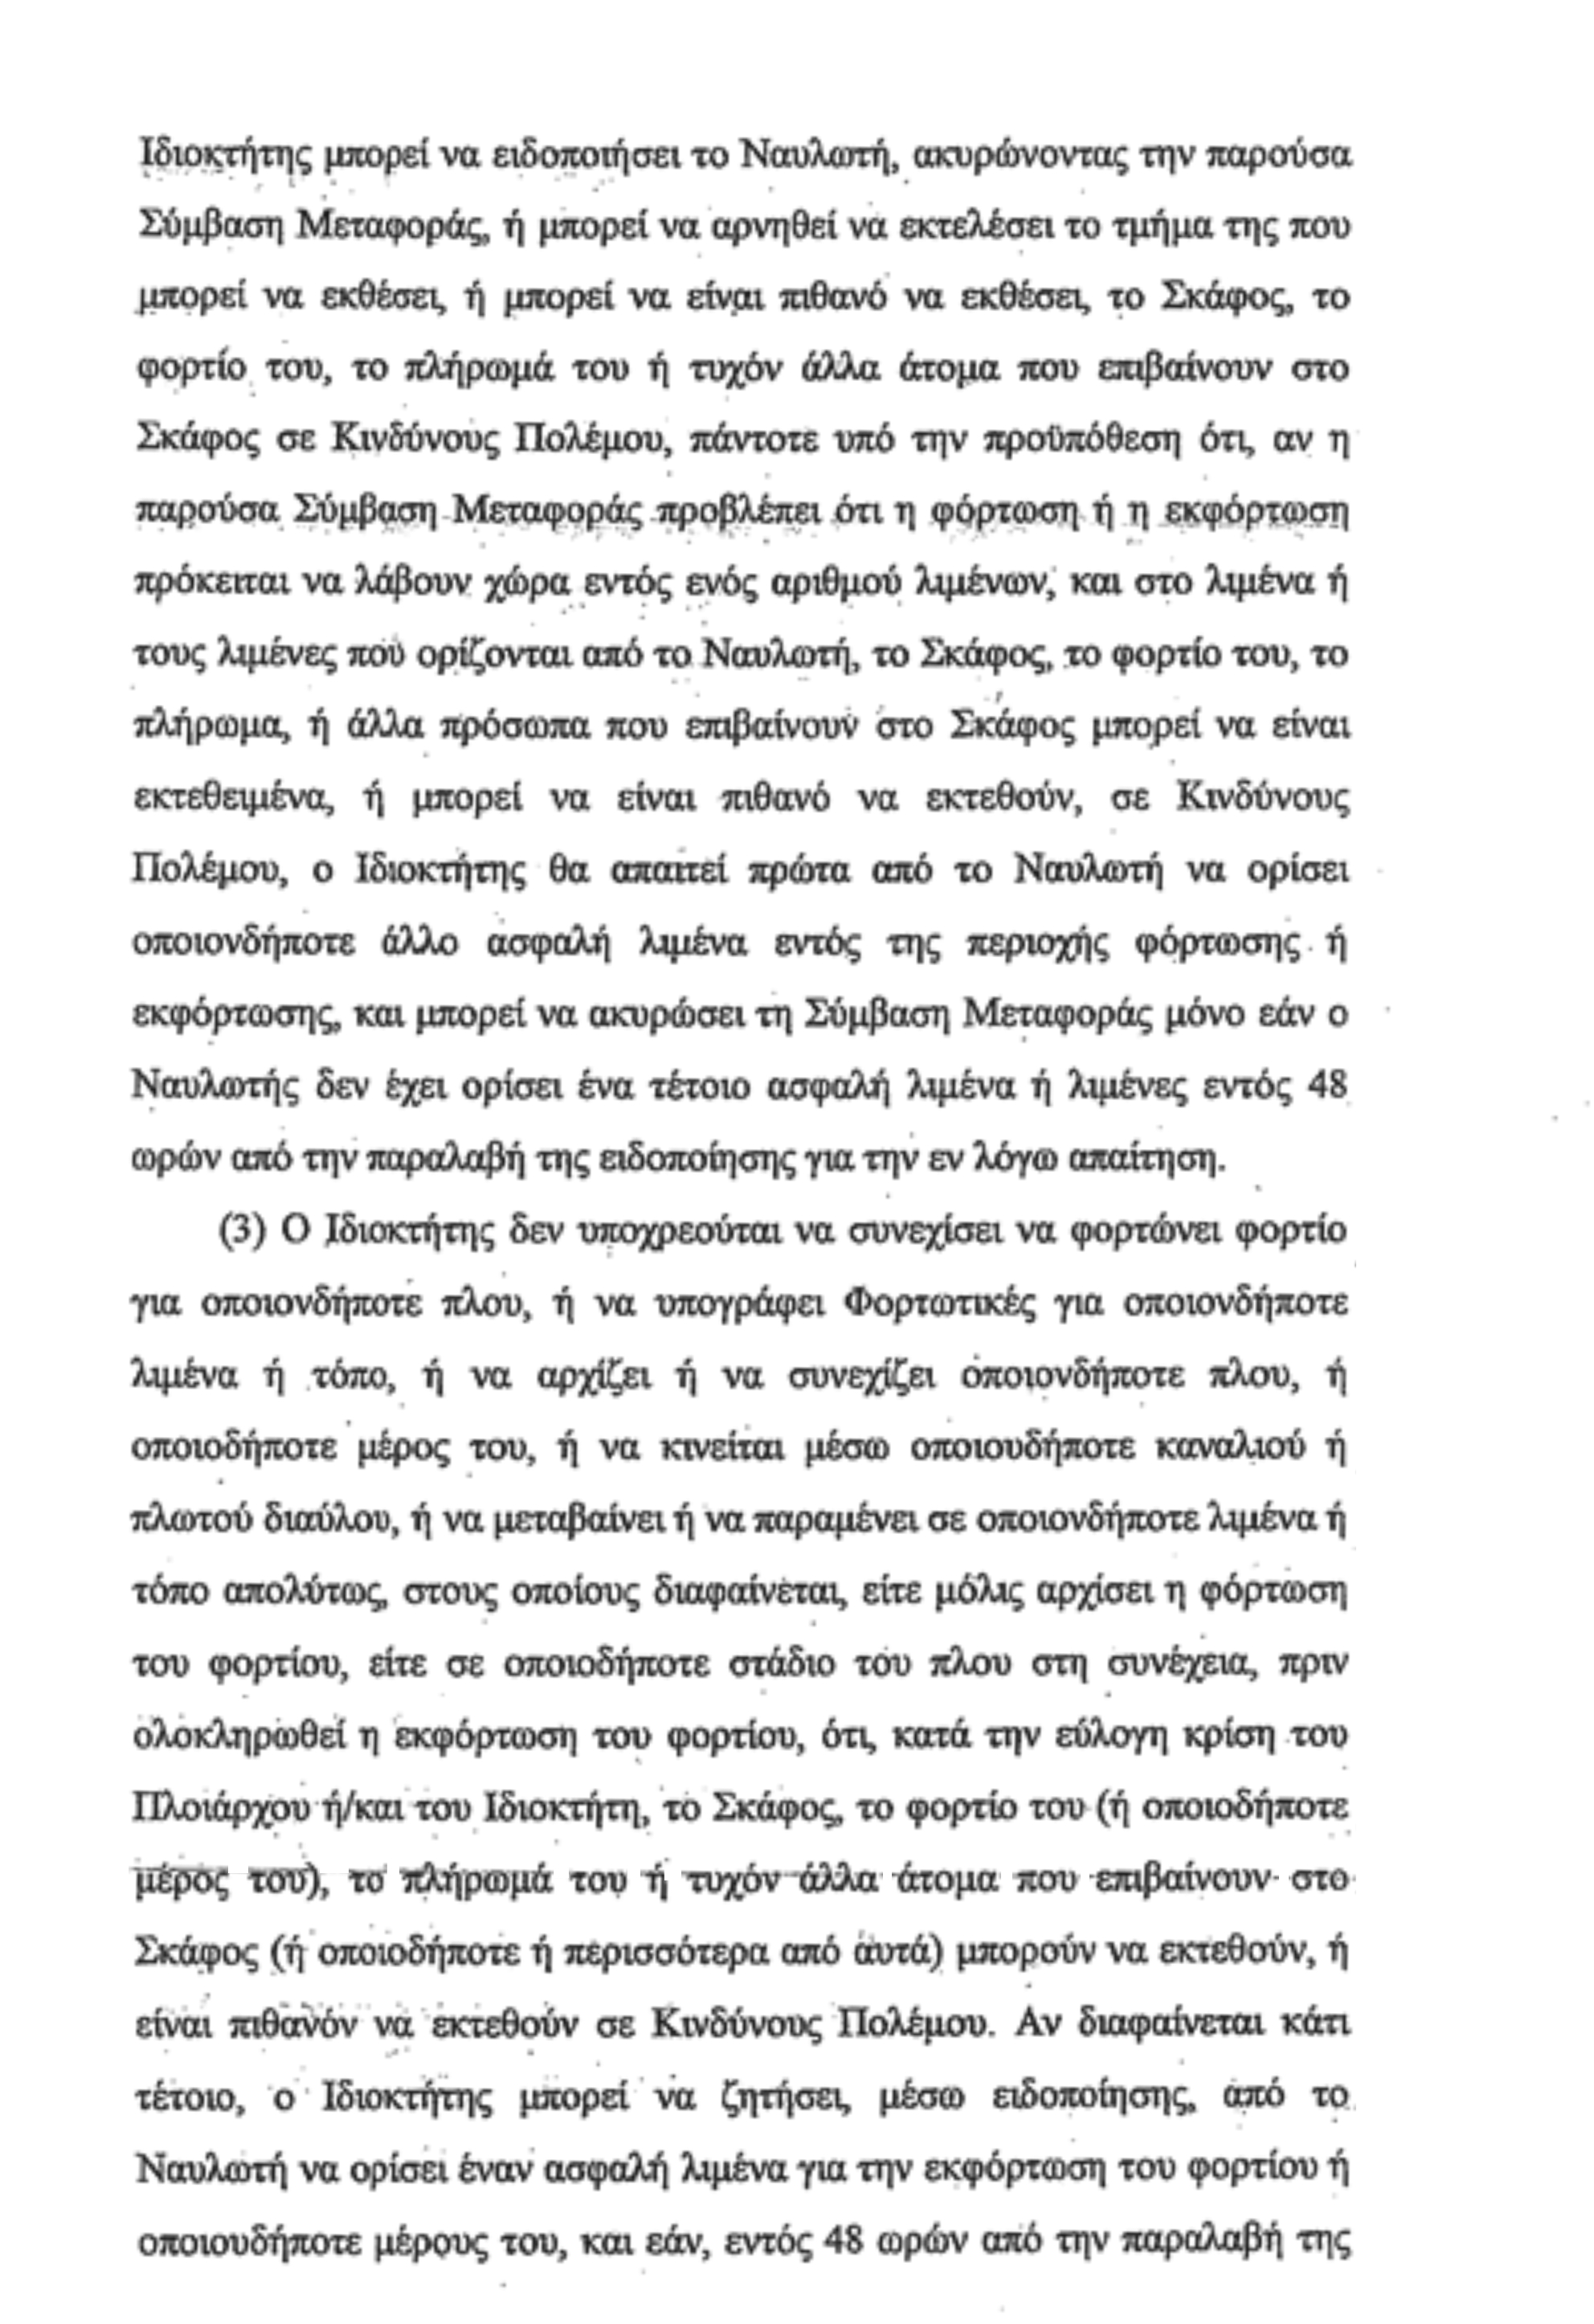 Ιδιοκτήτης μπορεί να ειδοποιήσει το Ναυλωτή, ακυρώνοντας την παρούσα
Σύμβαση Μεταφοράς, ή μπορεί να αρνηθεί να εκτελέσει το τμήμα της που
μπορεί να εκθέσει, ή μπορεί να είναι πιθανό να εκθέσει, το Σκάφος, το
φορτίο του, το πλήρωμά του ή τυχόν άλλα άτομα που επιβαίνουν στο
Σκάφος σε Κινδύνους Πολέμου, πάντοτε υπό την προϋπόθεση ότι, αν η
παρούσα Σύμβαση Μεταφοράς προβλέπει ότι η φόρτωση ή η εκφόρτωση
πρόκειται να λάβουν χώρα εντός ενός αριθμού λιμένων, και στο λιμένα ή
τους λιμένες που ορίζονται από το Ναυλωτή, το Σκάφος, το φορτίο του, το
πλήρωμα, ή άλλα πρόσωπα που επιβαίνουν στο Σκάφος μπορεί να είναι
εκτεθειμένα, ή μπορεί να είναι πιθανό να εκτεθούν, σε Κινδύνους
Πολέμου, ο Ιδιοκτήτης θα απαιτεί πρώτα από το Ναυλωτή να ορίσει
οποιονδήποτε άλλο ασφαλή λιμένα εντός της περιοχής φόρτωσης ή
εκφόρτωσης, και μπορεί να ακυρώσει τη Σύμβαση Μεταφοράς μόνο εάν ο
Ναυλωτής δεν έχει ορίσει ένα τέτοιο ασφαλή λιμένα ή λιμένες εντός 48
ωρών από την παραλαβή της ειδοποίησης για την εν λόγω απαίτηση.
(3) Ο Ιδιοκτήτης δεν υποχρεούται να συνεχίσει να φορτώνει φορτίο
για οποιονδήποτε πλου, ή να υπογράφει Φορτωτικές για οποιονδήποτε
λιμένα ή τόπο, ή να αρχίζει ή να συνεχίζει οποιονδήποτε πλου, ή
οποιοδήποτε μέρος του, ή να κινείται μέσω οποιουδήποτε καναλιού ή
πλωτού διαύλου, ή να μεταβαίνει ή να παραμένει σε οποιονδήποτε λιμένα ή
τόπο απολύτως, στους οποίους διαφαίνεται, είτε μόλις αρχίσει η φόρτωση
του φορτίου, είτε σε οποιοδήποτε στάδιο του πλου στη συνέχεια, πριν
ολοκληρωθεί η εκφόρτωση του φορτίου, ότι, κατά την εύλογη κρίση του
Πλοιάρχου ή/και του Ιδιοκτήτη, το Σκάφος, το φορτίο του (ή οποιοδήποτε
μέρος του), το πλήρωμά του ή τυχόν άλλα άτομα που επιβαίνουν στο
Σκάφος (ή οποιοδήποτε ή περισσότερα από αυτά) μπορούν να εκτεθούν, ή
είναι πιθανόν να εκτεθούν σε Κινδύνους Πολέμου. Αν διαφαίνεται κάτι
τέτοιο, ο Ιδιοκτήτης μπορεί να ζητήσει, μέσω ειδοποίησης, από το
Ναυλωτή να ορίσει έναν ασφαλή λιμένα για την εκφόρτωση του φορτίου ή
οποιουδήποτε μέρους του, και εάν, εντός 48 ωρών από την παραλαβή της